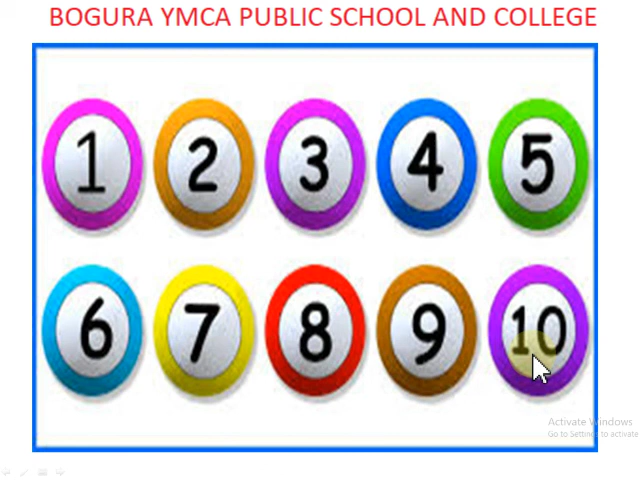 BOGURA YMCA PUBLIC SCHOOL AND COLLEGE
1 2 3 4 5
6 7 8 9 10
Activate Windows
Go to Settings to activate